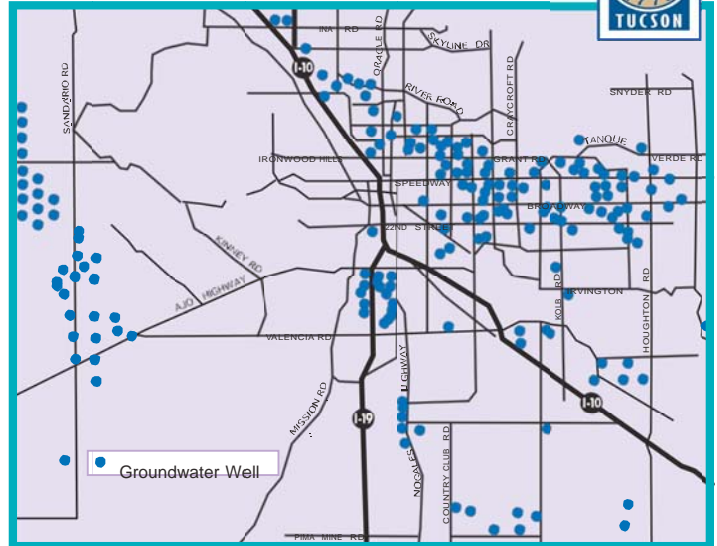 TUCSON
INA RD
SKYLINE DR
ORACLE RD
I-10
SANDARIO RD
CRAYCROFT RD
RIVER ROAD
SNYDER RD
TANQUE
VERDE RD
IRONWOOD HILLS
GRANT RD
SPEEDWAY
BROADWAY
22ND STREET
KINNEY RD
AJO HIGHWAY
KOLB RD
IRVINGTON
HOUGHTON RD
VALENCIA RD
MISSION RD
NOGALES HIGHWAY
I-10
I-19
COUNTRY CLUB RD
Groundwater Well
PIMA MINE RD